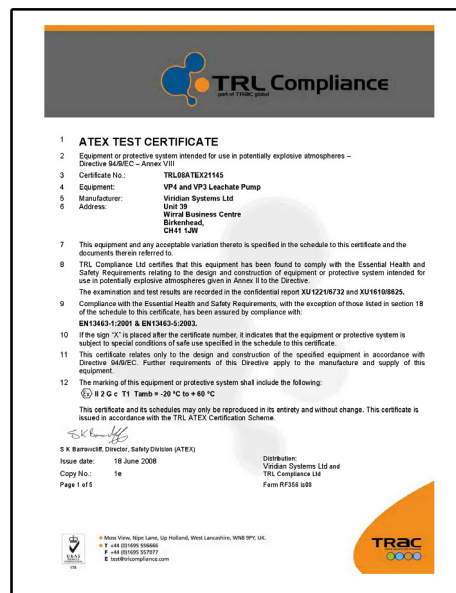 TRL Compliance
part of TRaC global
1 ATEX TEST CERTIFICATE
2 Equipment or protective system intended for use in potentially explosive atmospheres –
Directive 94/9/EC – Annex VIII
3 Certificate No.: TRL08ATEX21145
4 Equipment: VP4 and VP3 Leachate Pump
5 Manufacturer: Viridian Systems Ltd
6 Address: Unit 39
Wirral Business Centre
Birkenhead,
CH41 1JW
7 This equipment and any acceptable variation thereto is specified in the schedule to this certificate and the
documents therein referred to.
8 TRL Compliance Ltd certifies that this equipment has been found to comply with the Essential Health and
Safety Requirements relating to the design and construction of equipment or protective system intended for
use in potentially explosive atmospheres given in Annex II to the Directive.
The examination and test results are recorded in the confidential report XU1221/6732 and XU1610/8625.
9 Compliance with the Essential Health and Safety Requirements, with the exception of those listed in section 18
of the schedule to this certificate, has been assured by compliance with:
EN13463-1:2001 & EN13463-5:2003.
10 If the sign "X" is placed after the certificate number, it indicates that the equipment or protective system is
subject to special conditions of safe use specified in the schedule to this certificate.
11 This certificate relates only to the design and construction of the specified equipment in accordance with
Directive 94/9/EC. Further requirements of this Directive apply to the manufacture and supply of this
equipment.
12 The marking of this equipment or protective system shall include the following:
Ex II 2 G c T1 Tamb = -20 °C to + 60 °C
This certificate and its schedules may only be reproduced in its entirety and without change. This certificate is
issued in accordance with the TRL ATEX Certification Scheme.
S K Barrowcliff, Director, Safety Division (ATEX)
Issue date: 18 June 2008
Copy No.: 1e
Page 1 of 5
Distribution:
Viridian Systems Ltd and
TRL Compliance Ltd
Form RF356 is08
Moss View, Nipe Lane, Up Holland, West Lancashire, WN8 9PY, UK.
T +44 (0)1695 556666
F +44 (0)1695 557077
E test@trlcompliance.com
UKAS
TRaC